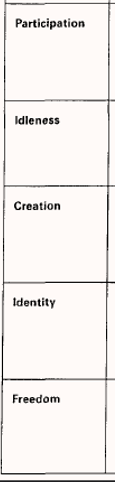 Participation
Idleness
Creation
Identity
Freedom